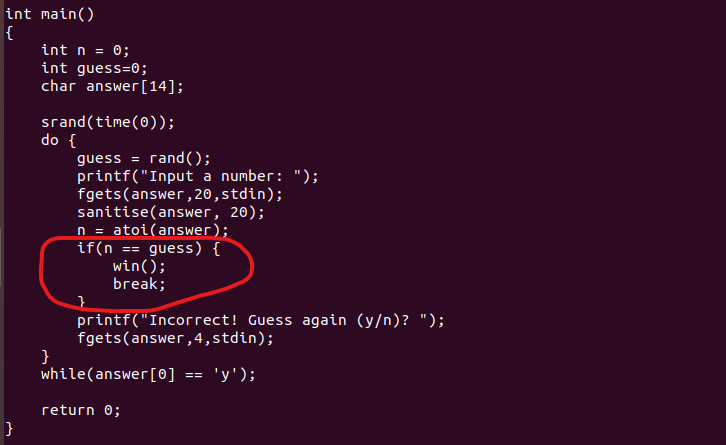 int main()
{
    int n = 0;
    int guess=0;
    char answer[14];

    srand(time(0));
    do {
        guess = rand();
        printf("Input a number: ");
        fgets(answer,20,stdin);
        sanitise(answer, 20);
        n = atoi(answer);
        if(n == guess) {
            win();
            break;
        }
        printf("Incorrect! Guess again (y/n)? ");
        fgets(answer,4,stdin);
    }
    while(answer[0] == 'y');

    return 0;
}